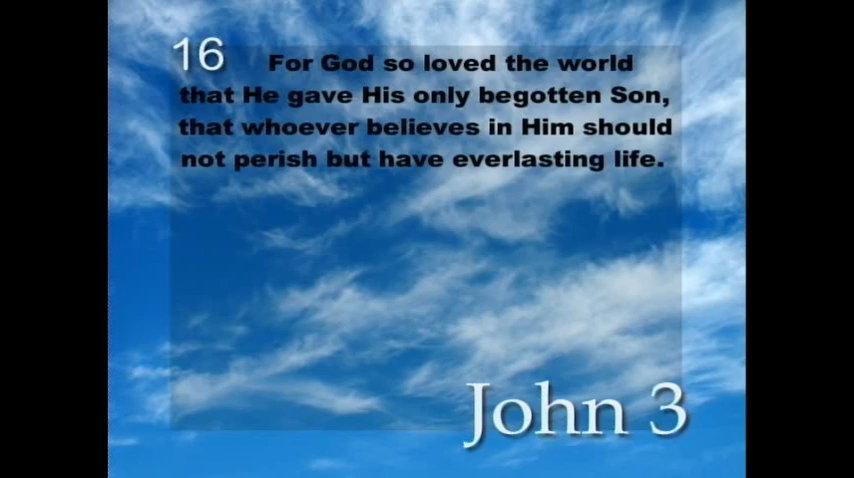 16 For God so loved the world
that He gave His only begotten Son,
that whoever believes in Him should
not perish but have everlasting life.
John 3